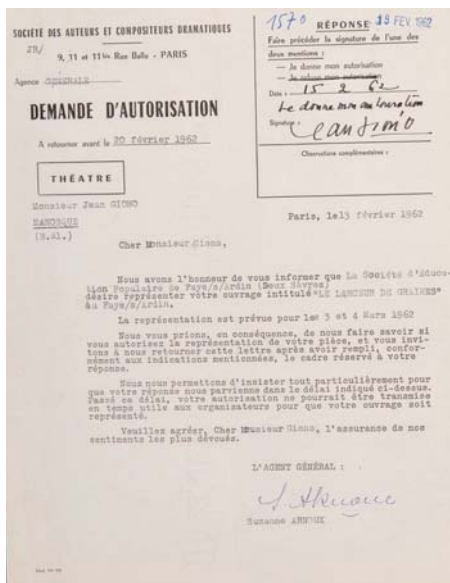 SOCIÉTÉ DES AUTEURS ET COMPOSITEURS DRAMATIQUES
9, 11 et 11bis Rue Ballu - PARIS
Agence GENERALE
DEMANDE D'AUTORISATION
A retourner avant le 20 février 1962
THÉATRE
Monsieur Jean GIONO
MANOSQUE
(B.Al.)
1570
RÉPONSE 19 FEV. 1962
Faire précéder la signature de l'une des
deux mentions :
— Je donne mon autorisation
— Je refuse mon autorisation
Date : 15 2 62
Je donne mon autorisation
Signature : Jean Giono
Observations complémentaires :
Paris, le 13 février 1962
Cher Monsieur Giono,
Nous avons l'honneur de vous informer que La Société d'Educa-
tion Populaire de Faye/s/Ardin (Deux Sèvres)
désire représenter votre ouvrage intitulé "LE LANCEUR DE GRAINES"
au Faye/s/Ardin.
La représentation est prévue pour les 3 et 4 Mars 1962
Nous vous prions, en conséquence, de nous faire savoir si
vous autorisez la représentation de votre pièce, et vous invi-
tons à nous retourner cette lettre après avoir rempli, confor-
mément aux indications mentionnées, le cadre réservé à votre
réponse.
Nous nous permettons d'insister tout particulièrement pour
que votre réponse nous parvienne dans le délai indiqué ci-dessus.
Passé ce délai, votre autorisation ne pourrait être transmise
en temps utile aux organisateurs pour que votre ouvrage soit
représenté.
Veuillez agréer, Cher Monsieur Giono, l'assurance de nos
sentiments les plus dévoués.
L'AGENT GÉNÉRAL :
Suzanne ARNOUX